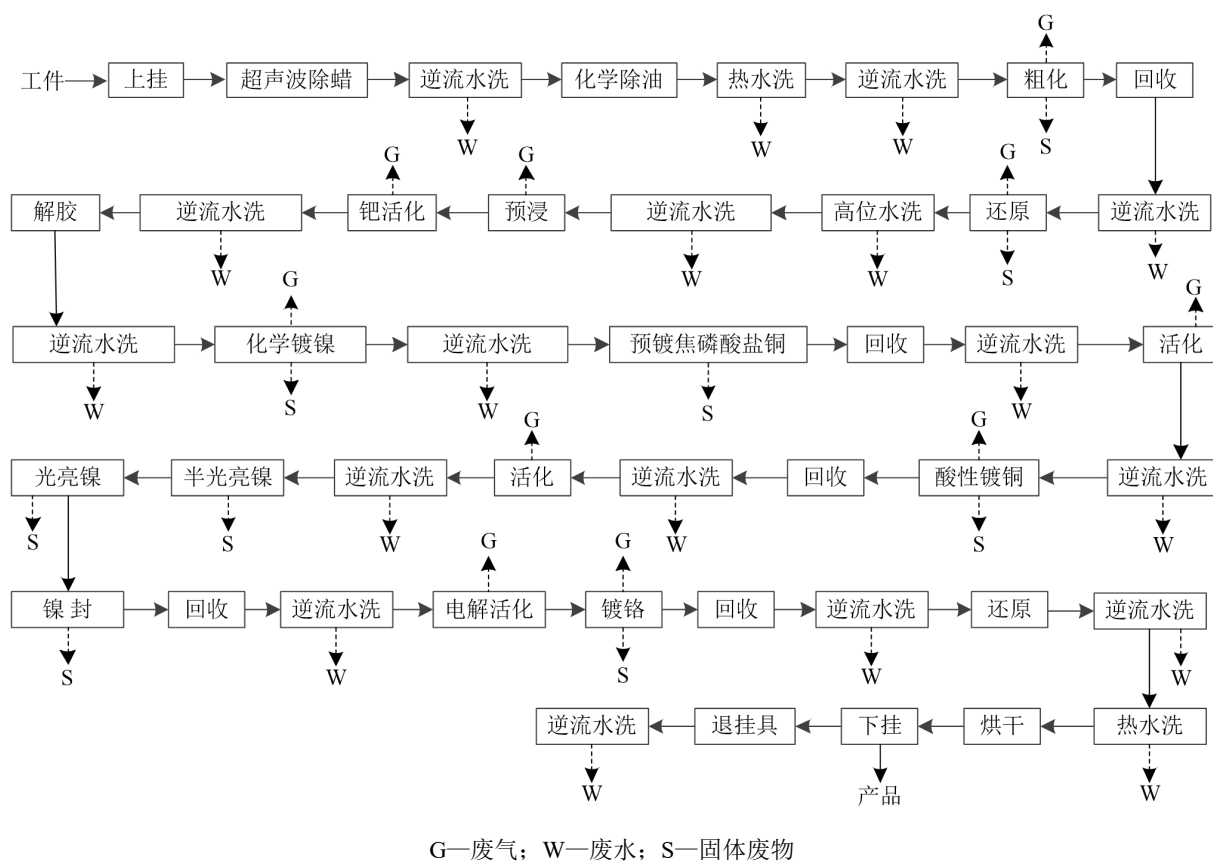 G
工件 上挂 超声波除蜡 逆流水洗 化学除油 热水洗 逆流水洗 粗化 回收
W W W S
G G G
解胶 逆流水洗 钯活化 预浸 逆流水洗 高位水洗 还原 逆流水洗
W W W S W
G G
逆流水洗 化学镀镍 逆流水洗 预镀焦磷酸盐铜 回收 逆流水洗 活化
W S W S W
G G
光亮镍 半光亮镍 逆流水洗 活化 逆流水洗 回收 酸性镀铜 逆流水洗
S S W W S W
G G
镍 封 回收 逆流水洗 电解活化 镀铬 回收 逆流水洗 还原 逆流水洗
S W S W W
逆流水洗 退挂具 下挂 烘干 热水洗
W 产品 W
G—废气；W—废水；S—固体废物